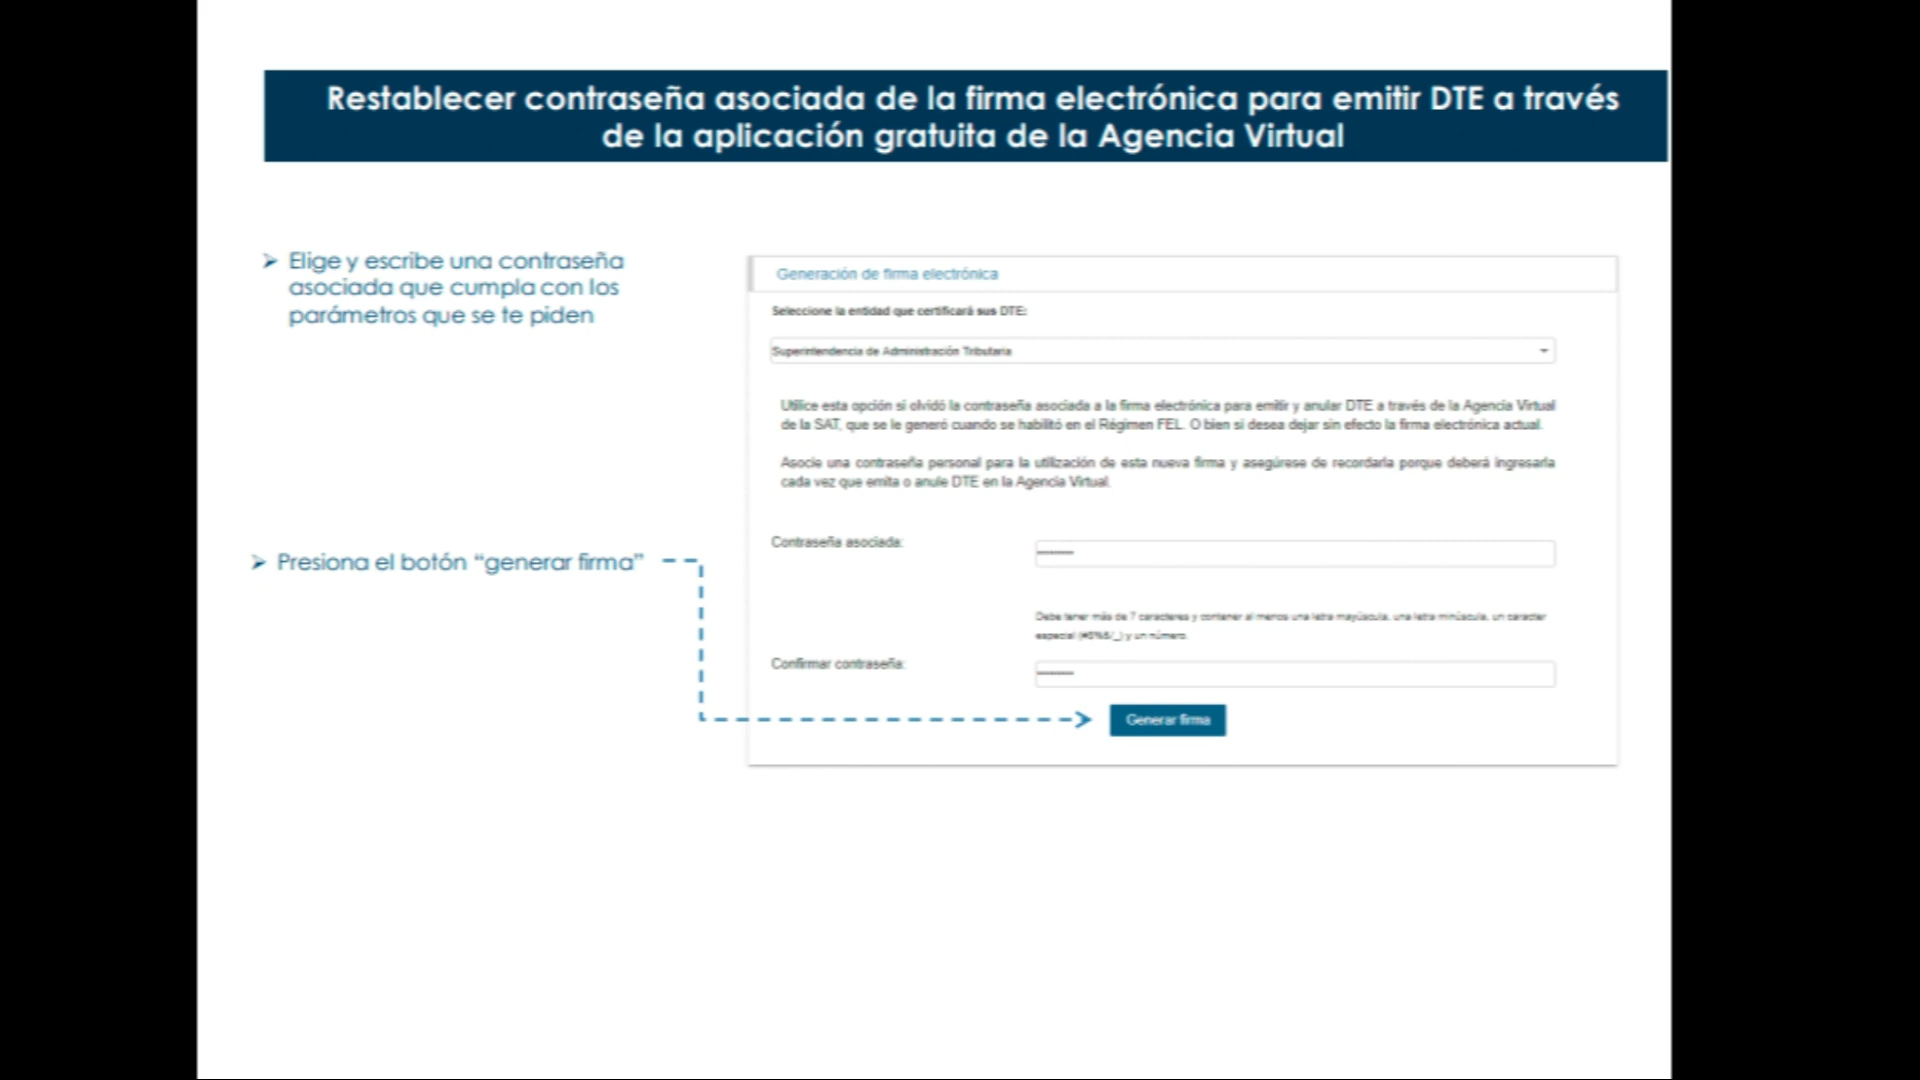 Restablecer contraseña asociada de la firma electrónica para emitir DTE a través
de la aplicación gratuita de la Agencia Virtual
➢ Elige y escribe una contraseña
asociada que cumpla con los
parámetros que se te piden
Generación de firma electrónica
Seleccione la entidad que certificará sus DTE:
Superintendencia de Administración Tributaria
Utilice esta opción si olvidó la contraseña asociada a la firma electrónica para emitir y anular DTE a través de la Agencia Virtual
de la SAT, que se le generó cuando se habilitó en el Régimen FEL. O bien si desea dejar sin efecto la firma electrónica actual.
Asocie una contraseña personal para la utilización de esta nueva firma y asegúrese de recordarla porque deberá ingresarla
cada vez que emita o anule DTE en la Agencia Virtual.
Contraseña asociada:
➢ Presiona el botón “generar firma”
Debe tener más de 7 caracteres y contener al menos una letra mayúscula, una letra minúscula, un caracter
especial y un número.
Confirmar contraseña:
Generar firma